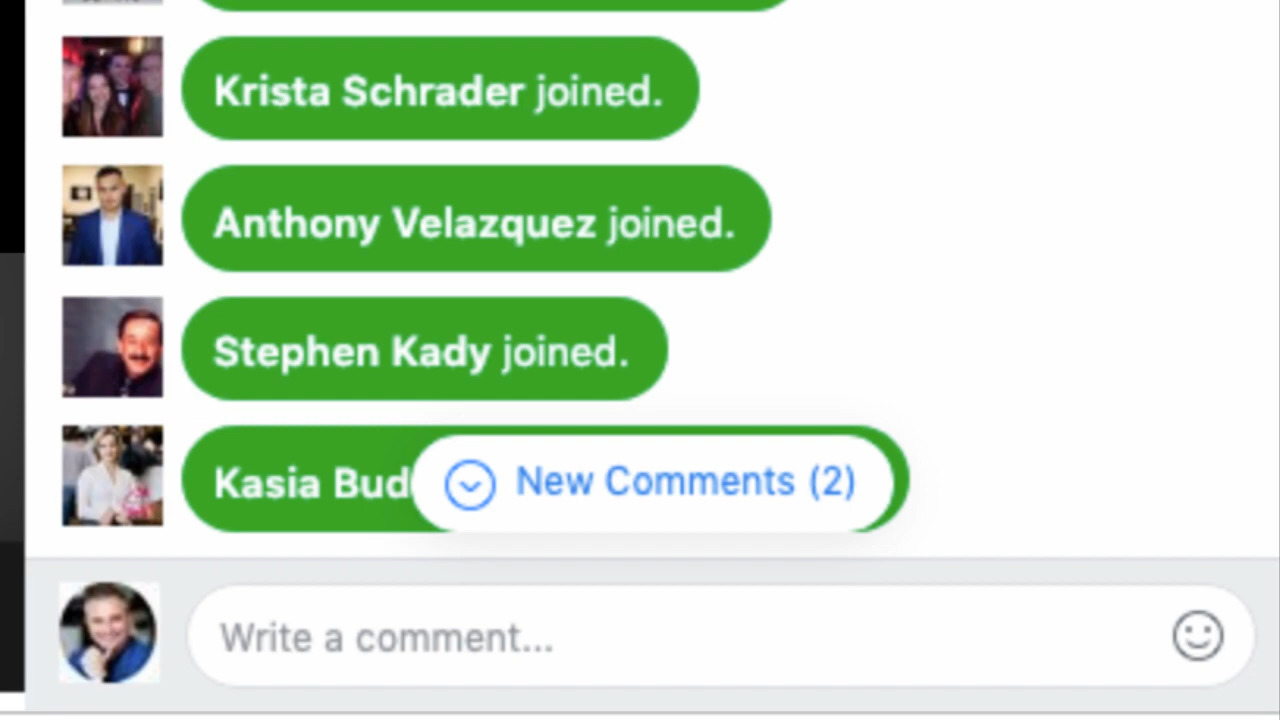 Krista Schrader joined.
Anthony Velazquez joined.
Stephen Kady joined.
Kasia Bud
New Comments (2)
Write a comment...